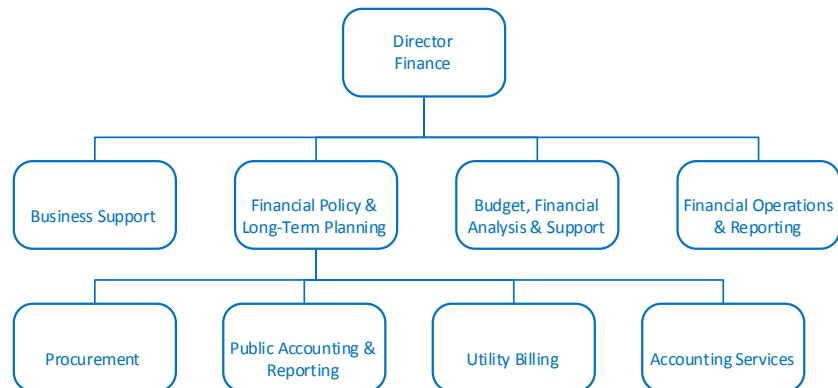 Director
Finance
Business Support
Financial Policy &
Long-Term Planning
Budget, Financial
Analysis & Support
Financial Operations
& Reporting
Procurement
Public Accounting &
Reporting
Utility Billing
Accounting Services